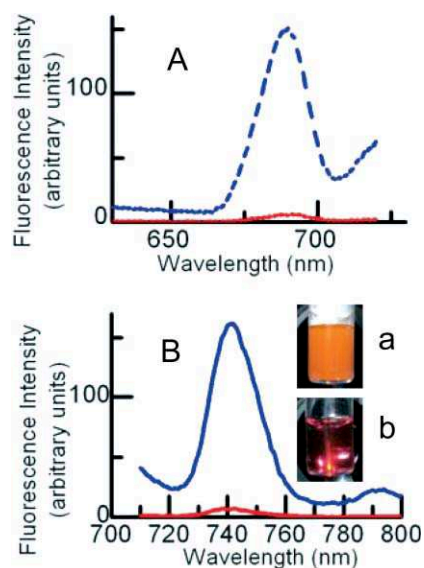 Fluorescence Intensity
(arbitrary units)
100
0
A
650
700
Wavelength (nm)
Fluorescence Intensity
(arbitrary units)
100
0
B
a
b
700
720
740
760
780
800
Wavelength (nm)